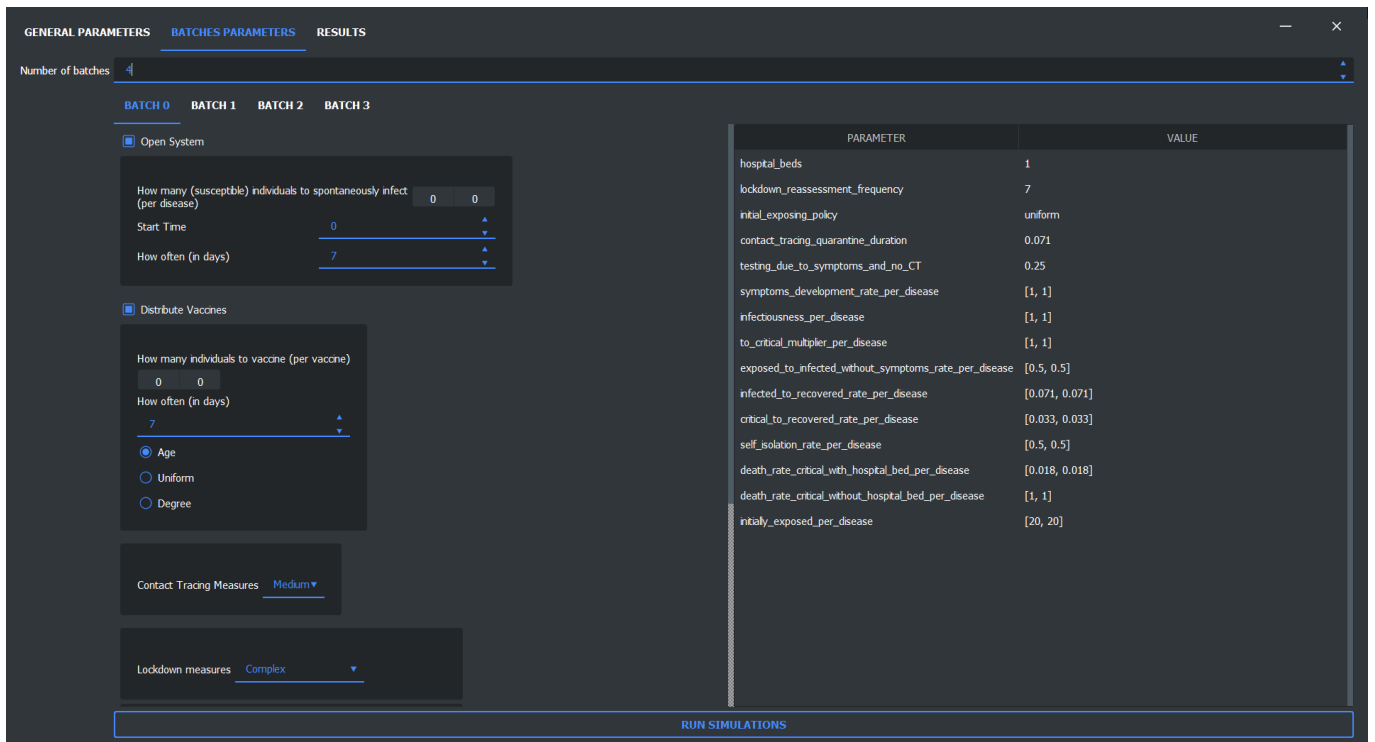 GENERAL PARAMETERS BATCHES PARAMETERS RESULTS
Number of batches 4
BATCH 0 BATCH 1 BATCH 2 BATCH 3
Open System
How many (susceptible) individuals to spontaneously infect
(per disease)
0 0
Start Time 0
How often (in days) 7
Distribute Vaccines
How many individuals to vaccine (per vaccine)
0 0
How often (in days)
7
Age
Uniform
Degree
Contact Tracing Measures Medium
Lockdown measures Complex
PARAMETER VALUE
hospital_beds 1
lockdown_reassessment_frequency 7
initial_exposing_policy uniform
contact_tracing_quarantine_duration 0.071
testing_due_to_symptoms_and_no_CT 0.25
symptoms_development_rate_per_disease [1, 1]
infectiousness_per_disease [1, 1]
to_critical_multiplier_per_disease [1, 1]
exposed_to_infected_without_symptoms_rate_per_disease [0.5, 0.5]
infected_to_recovered_rate_per_disease [0.071, 0.071]
critical_to_recovered_rate_per_disease [0.033, 0.033]
self_isolation_rate_per_disease [0.5, 0.5]
death_rate_critical_with_hospital_bed_per_disease [0.018, 0.018]
death_rate_critical_without_hospital_bed_per_disease [1, 1]
initially_exposed_per_disease [20, 20]
RUN SIMULATIONS